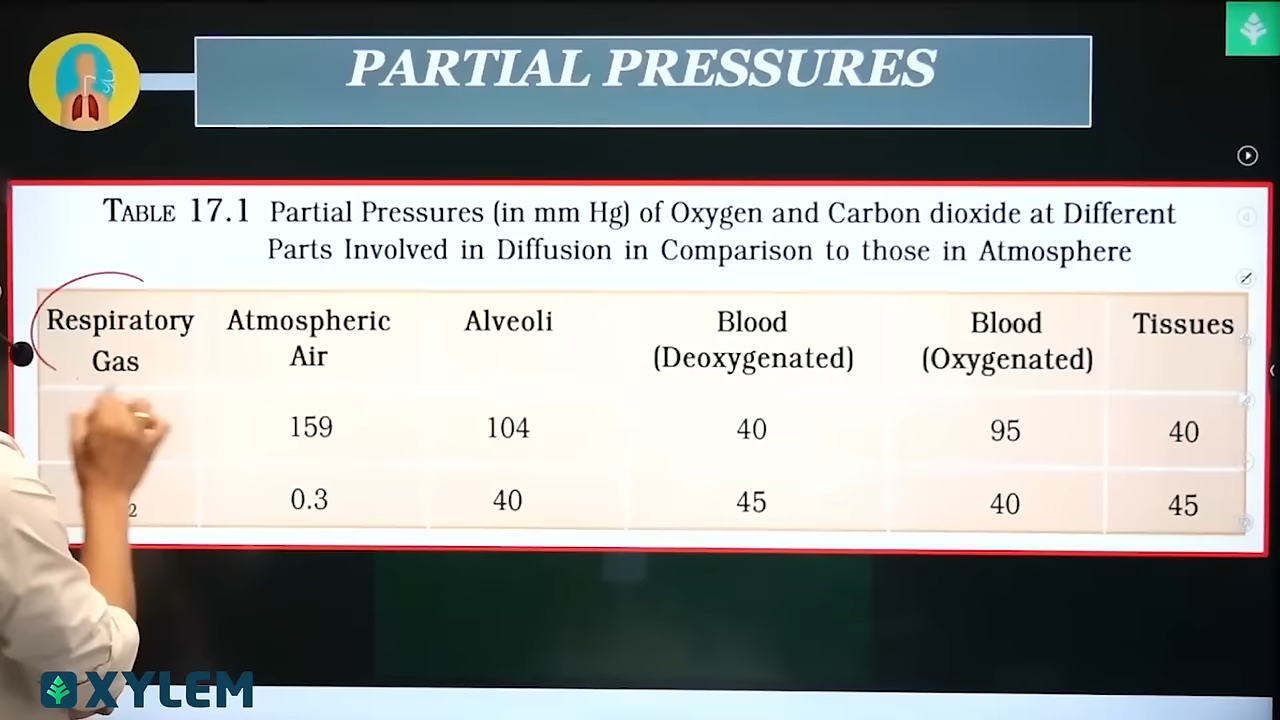 PARTIAL PRESSURES
TABLE 17.1 Partial Pressures (in mm Hg) of Oxygen and Carbon dioxide at Different
Parts Involved in Diffusion in Comparison to those in Atmosphere
Respiratory Gas Atmospheric Air Alveoli Blood (Deoxygenated) Blood (Oxygenated) Tissues
159 104 40 95 40
2 0.3 40 45 40 45
XYLEM